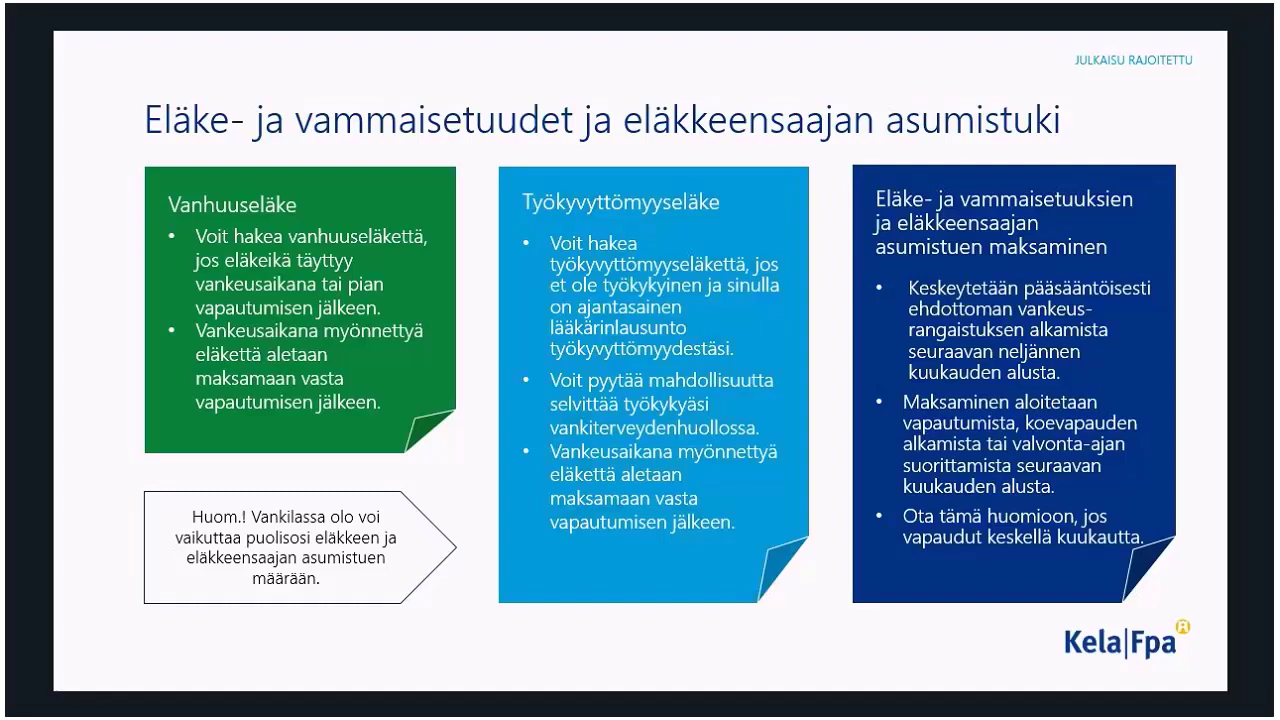 JULKAISU RAJOITETTU
Eläke- ja vammaisetuudet ja eläkkeensaajan asumistuki
Vanhuuseläke
• Voit hakea vanhuuseläkettä,
jos eläkeikä täyttyy
vankeusaikana tai pian
vapautumisen jälkeen.
• Vankeusaikana myönnettyä
eläkettä aletaan
maksamaan vasta
vapautumisen jälkeen.
Huom.! Vankilassa olo voi
vaikuttaa puolisosi eläkkeen ja
eläkkeensaajan asumistuen
määrään.
Työkyvyttömyyseläke
• Voit hakea
työkyvyttömyyseläkettä, jos
et ole työkykyinen ja sinulla
on ajantasainen
lääkärinlausunto
työkyvyttömyydestäsi.
• Voit pyytää mahdollisuutta
selvittää työkykyäsi
vankiterveydenhuollossa.
• Vankeusaikana myönnettyä
eläkettä aletaan
maksamaan vasta
vapautumisen jälkeen.
Eläke- ja vammaisetuuksien
ja eläkkeensaajan
asumistuen maksaminen
• Keskeytetään pääsääntöisesti
ehdottoman vankeus-
rangaistuksen alkamista
seuraavan neljännen
kuukauden alusta.
• Maksaminen aloitetaan
vapautumista, koevapauden
alkamista tai valvonta-ajan
suorittamista seuraavan
kuukauden alusta.
• Ota tämä huomioon, jos
vapaudut keskellä kuukautta.
Kela|Fpa